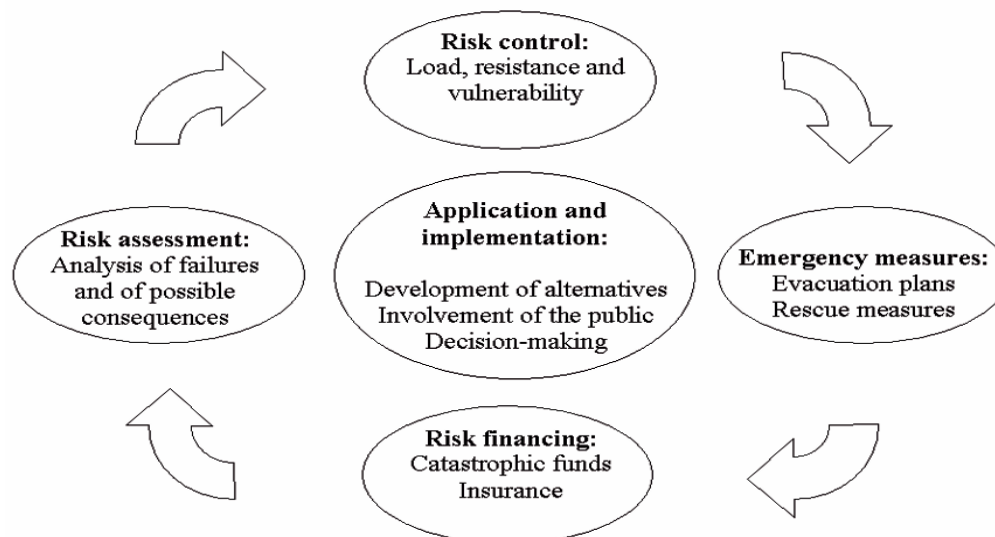 Risk control:
Load, resistance and
vulnerability
Risk assessment:
Analysis of failures
and of possible
consequences
Application and
implementation:
Development of alternatives
Involvement of the public
Decision-making
Emergency measures:
Evacuation plans
Rescue measures
Risk financing:
Catastrophic funds
Insurance